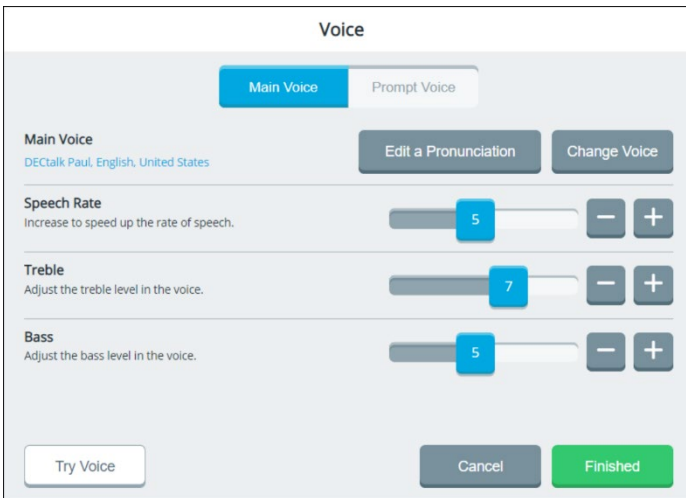 Voice
Main Voice
Prompt Voice
Main Voice
DECtalk Paul, English, United States
Edit a Pronunciation
Change Voice
Speech Rate
Increase to speed up the rate of speech.
5
Treble
Adjust the treble level in the voice.
7
Bass
Adjust the bass level in the voice.
5
Try Voice
Cancel
Finished